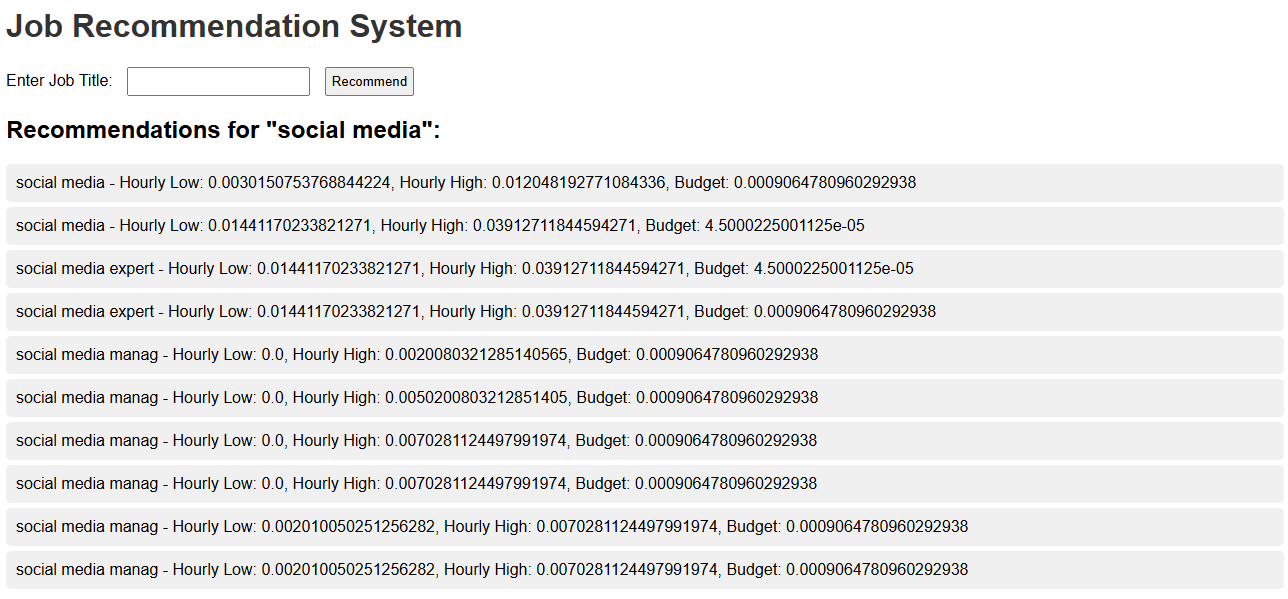 Job Recommendation System
Enter Job Title:   Recommend
Recommendations for "social media":
social media - Hourly Low: 0.0030150753768844224, Hourly High: 0.012048192771084336, Budget: 0.0009064780960292938
social media - Hourly Low: 0.01441170233821271, Hourly High: 0.03912711844594271, Budget: 4.5000225001125e-05
social media expert - Hourly Low: 0.01441170233821271, Hourly High: 0.03912711844594271, Budget: 4.5000225001125e-05
social media expert - Hourly Low: 0.01441170233821271, Hourly High: 0.03912711844594271, Budget: 0.0009064780960292938
social media manag - Hourly Low: 0.0, Hourly High: 0.0020080321285140565, Budget: 0.0009064780960292938
social media manag - Hourly Low: 0.0, Hourly High: 0.0050200803212851405, Budget: 0.0009064780960292938
social media manag - Hourly Low: 0.0, Hourly High: 0.0070281124497991974, Budget: 0.0009064780960292938
social media manag - Hourly Low: 0.0, Hourly High: 0.0070281124497991974, Budget: 0.0009064780960292938
social media manag - Hourly Low: 0.002010050251256282, Hourly High: 0.0070281124497991974, Budget: 0.0009064780960292938
social media manag - Hourly Low: 0.002010050251256282, Hourly High: 0.0070281124497991974, Budget: 0.0009064780960292938